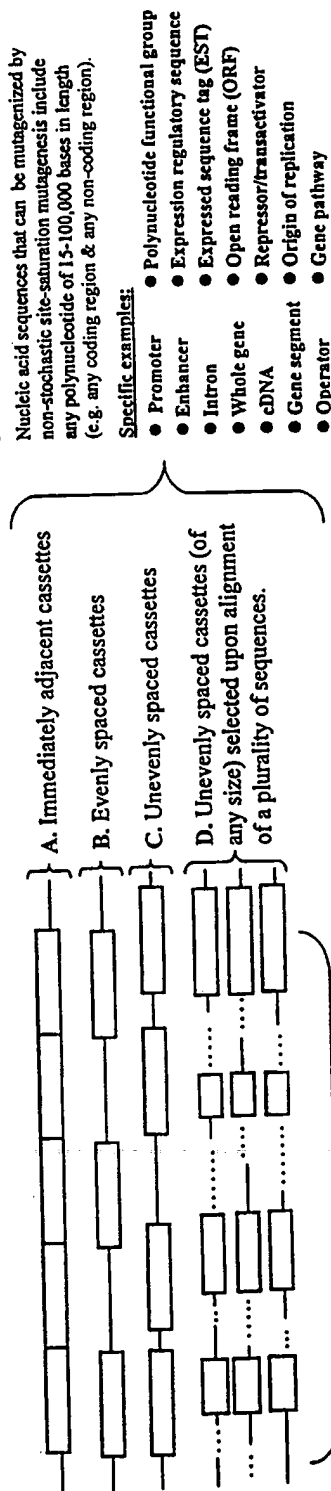 A. Immediately adjacent cassettes
B. Evenly spaced cassettes
C. Unevenly spaced cassettes
D. Unevenly spaced cassettes (of
any size) selected upon alignment
of a plurality of sequences.
Nucleic acid sequences that can be mutagenized by
non-stochastic site-saturation mutagenesis include
any polynucleotide of 15-100,000 bases in length
(e.g. any coding region & any non-coding region).
Specific examples:
● Promoter ● Polynucleotide functional group
● Enhancer ● Expression regulatory sequence
● Intron ● Expressed sequence tag (EST)
● Whole gene ● Open reading frame (ORF)
● cDNA ● Repressor/transactivator
● Gene segment ● Origin of replication
● Operator ● Gene pathway